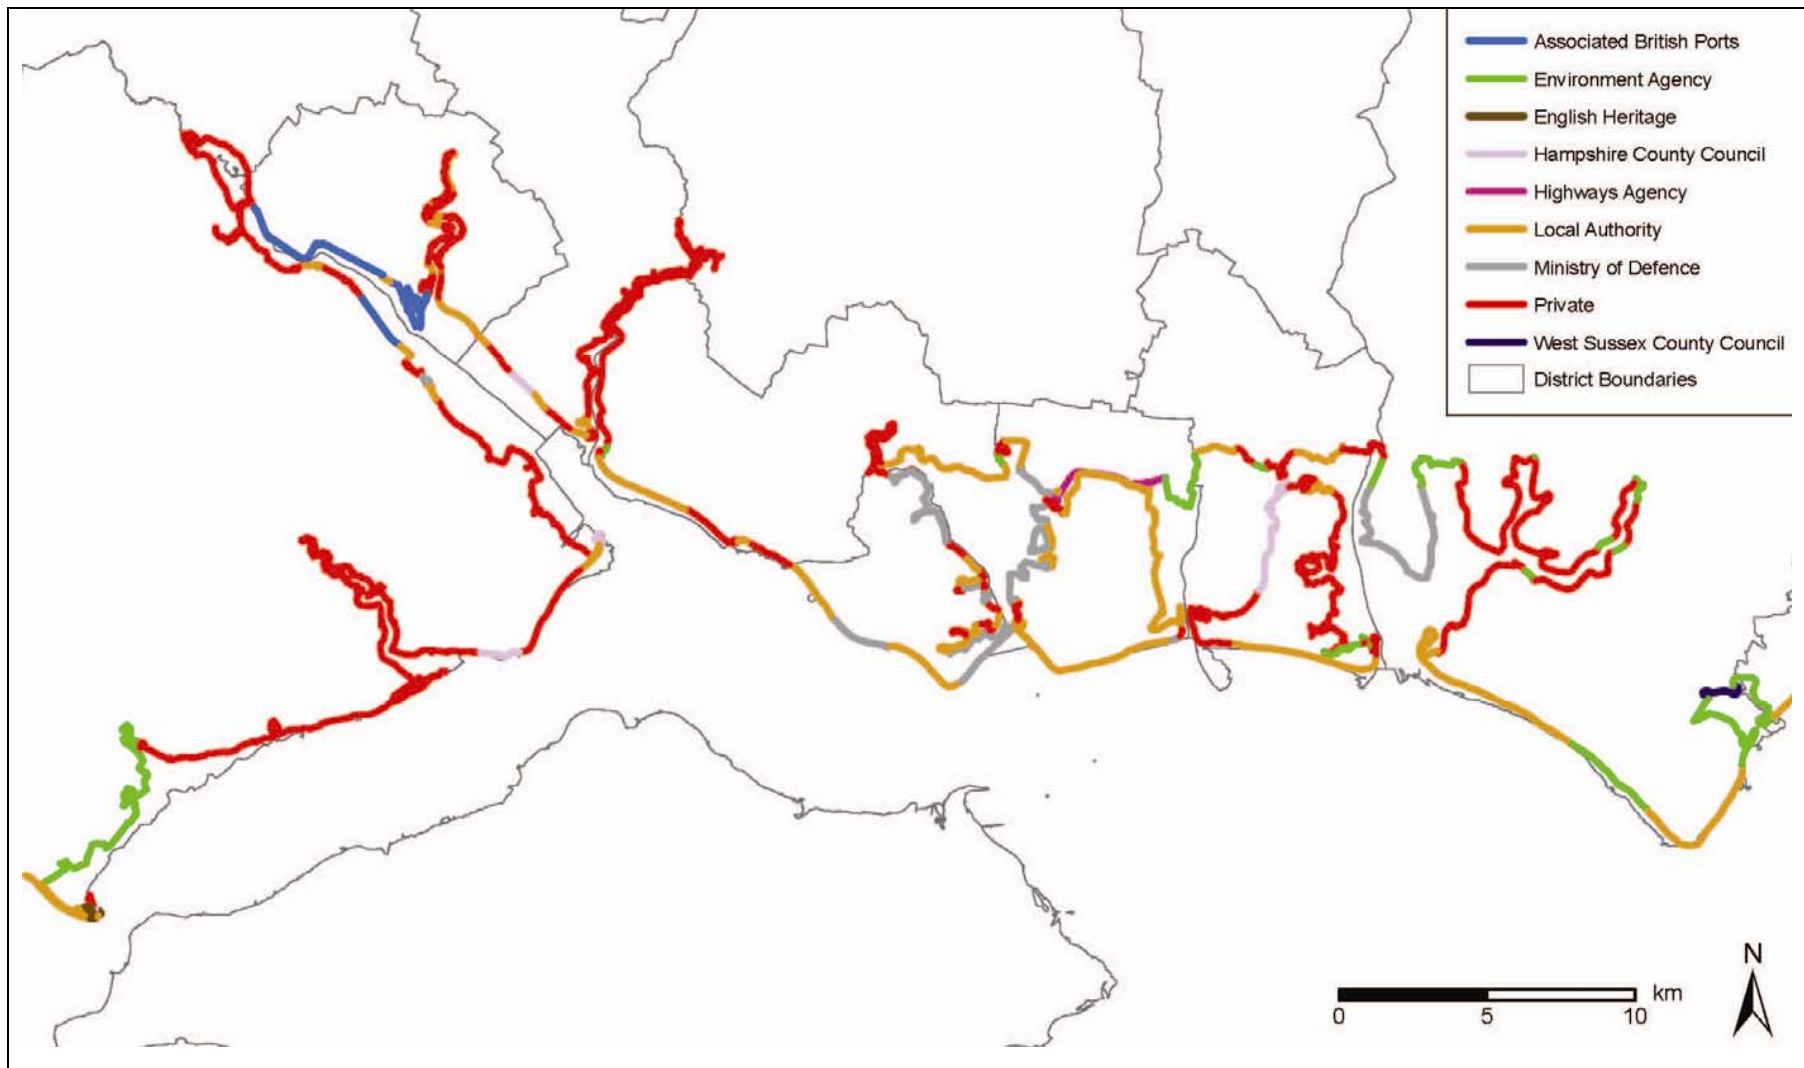 Associated British Ports
Environment Agency
English Heritage
Hampshire County Council
Highways Agency
Local Authority
Ministry of Defence
Private
West Sussex County Council
District Boundaries
N
km
0 5 10